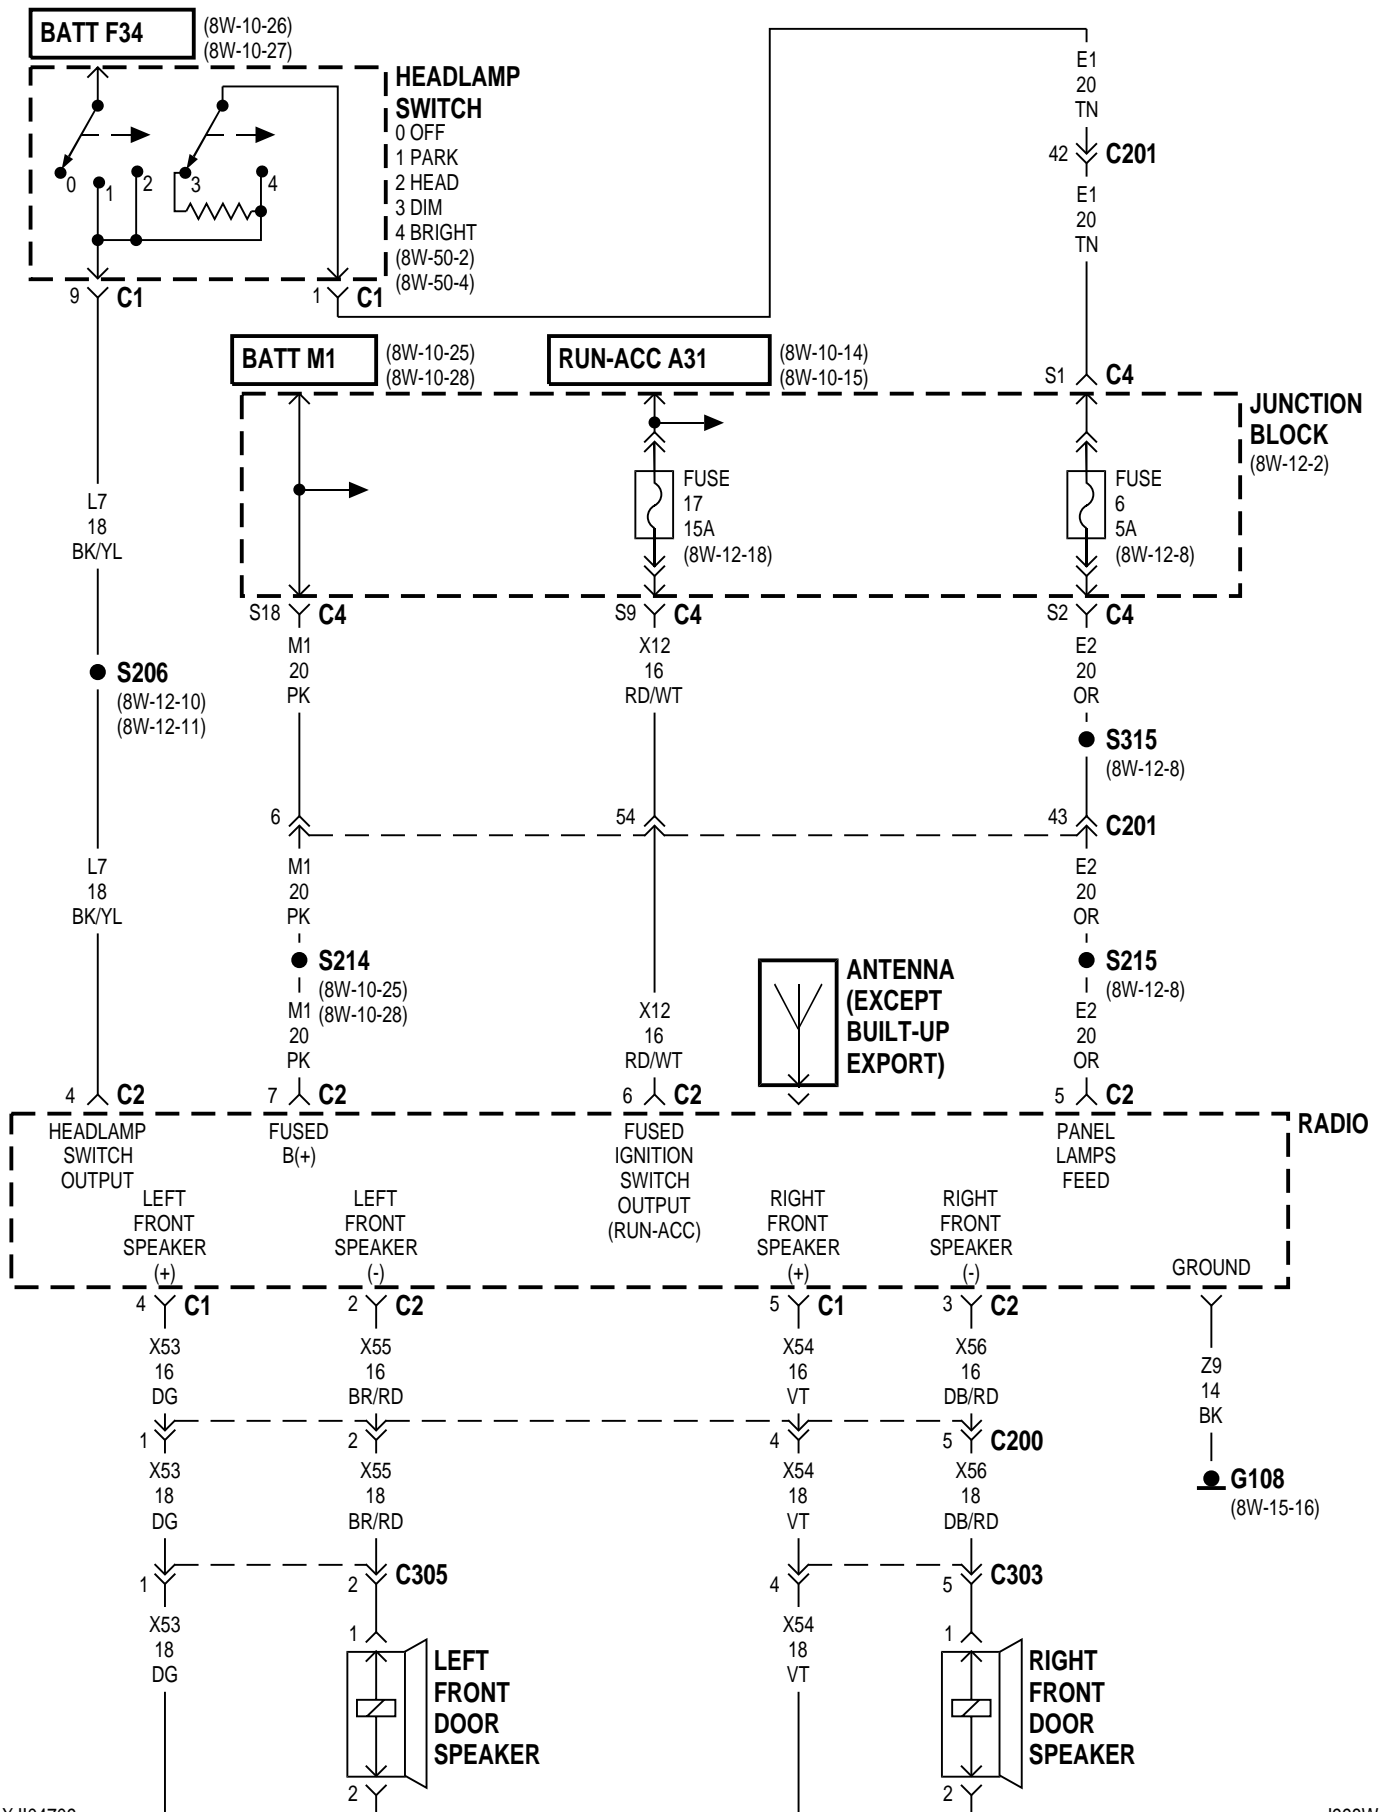 BATT F34
(8W-10-26)
(8W-10-27)
HEADLAMP
SWITCH
0 OFF
1 PARK
2 HEAD
3 DIM
4 BRIGHT
(8W-50-2)
(8W-50-4)
0
1
2
3
4
9
C1
1
C1
E1
20
TN
42
C201
E1
20
TN
BATT M1
(8W-10-25)
(8W-10-28)
RUN-ACC A31
(8W-10-14)
(8W-10-15)
S1
C4
JUNCTION
BLOCK
(8W-12-2)
FUSE
17
15A
(8W-12-18)
FUSE
6
5A
(8W-12-8)
L7
18
BK/YL
S18
C4
S9
C4
S2
C4
M1
20
PK
X12
16
RD/WT
E2
20
OR
S206
(8W-12-10)
(8W-12-11)
S315
(8W-12-8)
6
54
43
C201
L7
18
BK/YL
M1
20
PK
E2
20
OR
S214
(8W-10-25)
(8W-10-28)
S215
(8W-12-8)
M1
20
PK
X12
16
RD/WT
ANTENNA
(EXCEPT
BUILT-UP
EXPORT)
E2
20
OR
4
C2
7
C2
6
C2
5
C2
RADIO
HEADLAMP
SWITCH
OUTPUT
FUSED
B(+)
FUSED
IGNITION
SWITCH
OUTPUT
(RUN-ACC)
PANEL
LAMPS
FEED
LEFT
FRONT
SPEAKER
(+)
LEFT
FRONT
SPEAKER
(-)
RIGHT
FRONT
SPEAKER
(+)
RIGHT
FRONT
SPEAKER
(-)
GROUND
4
C1
2
C2
5
C1
3
C2
X53
16
DG
X55
16
BR/RD
X54
16
VT
X56
16
DB/RD
Z9
14
BK
1
2
4
5
C200
X53
18
DG
X55
18
BR/RD
X54
18
VT
X56
18
DB/RD
G108
(8W-15-16)
1
2
C305
4
5
C303
X53
18
DG
1
LEFT
FRONT
DOOR
SPEAKER
2
X54
18
VT
1
RIGHT
FRONT
DOOR
SPEAKER
2